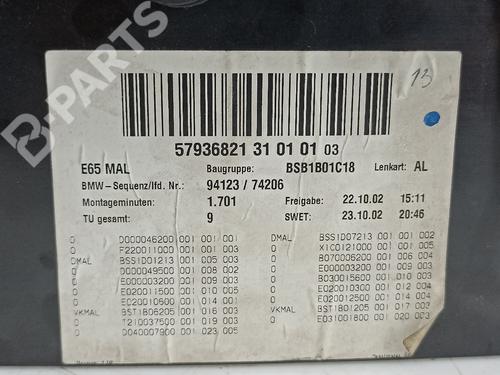 B-PARTS
13
57936821 31 01 01 03
E65 MAL Baugruppe: BSB1B01C18 Lenkart: AL
BMW-Sequenz/lfd. Nr.: 94123 / 74206
Montageminuten: 1.701 Freigabe: 22.10.02 15:11
TU gesamt: 9 SWET: 23.10.02 20:46
0 D000046200 001 001 001 DMAL BSS1D07213 001 001 002
0 F220011000 001 001 003 0 X1C0121000 001 001 005
DMAL BSS1D01213 001 005 003 0 B070006200 001 006 004
0 D000049500 001 008 002 0 E000003200 001 009 003
0 E000003200 001 009 003 0 B030015600 001 010 003
0 E020011500 001 010 001 0 E020010300 001 012 004
0 E020010600 001 014 001 0 E020012500 001 016 004
VKMAL BST1B06205 001 016 003 VKMAL BST1B01205 001 017 003
0 T210037500 001 019 003 0 E031001800 001 020 003
0 D040007900 001 023 005